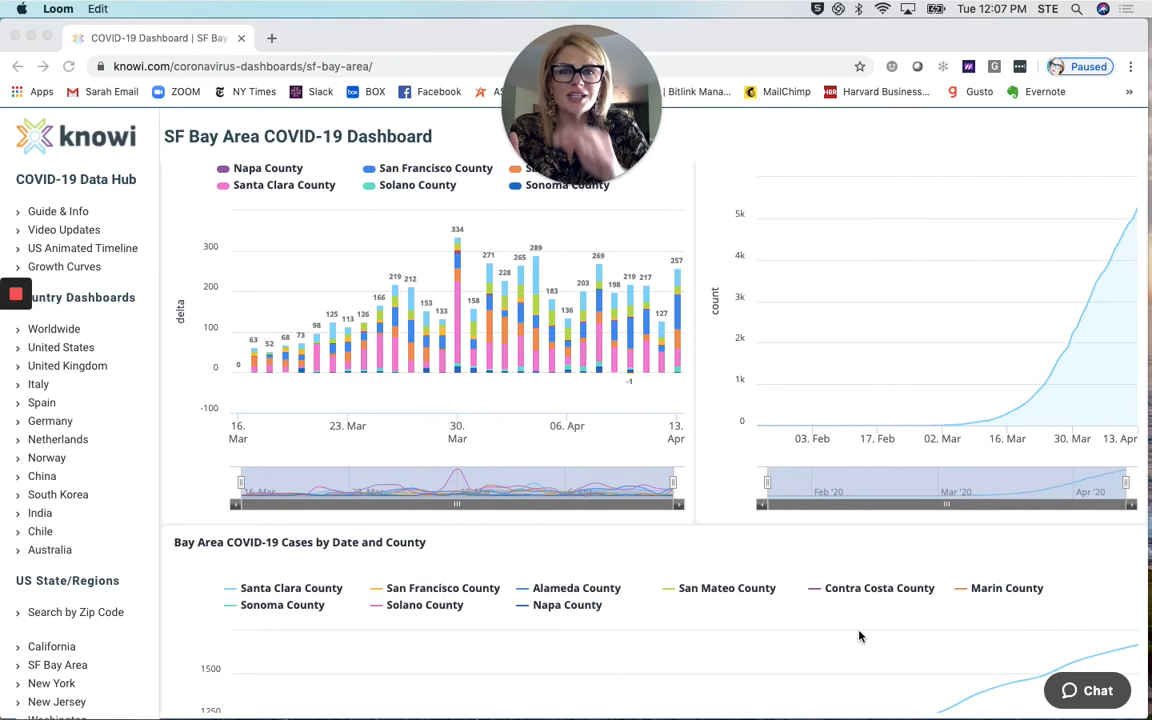 Loom Edit Tue 12:07 PM STE
COVID-19 Dashboard | SF Bay
knowi.com/coronavirus-dashboards/sf-bay-area/ Paused
Apps Sarah Email ZOOM NY Times Slack BOX Facebook Bitlink Mana... MailChimp Harvard Business... Gusto Evernote »
knowi
COVID-19 Data Hub
Guide & Info
Video Updates
US Animated Timeline
Growth Curves
untry Dashboards
Worldwide
United States
United Kingdom
Italy
Spain
Germany
Netherlands
Norway
China
South Korea
India
Chile
Australia
US State/Regions
Search by Zip Code
California
SF Bay Area
New York
New Jersey
SF Bay Area COVID-19 Dashboard
Napa County San Francisco County
Santa Clara County Solano County Sonoma County
delta
300
200
100
0
-100
0 63 52 68 73 98 125 113 126 166 219 212 153 133 334 158 271 228 265 289 183 136 203 269 198 219 217 127 257
-1
16. Mar 23. Mar 30. Mar 06. Apr 13. Apr
16. Mar 23. Mar
count
5k
4k
3k
2k
1k
0
03. Feb 17. Feb 02. Mar 16. Mar 30. Mar 13. Apr
Feb '20 Mar '20 Apr '20
Bay Area COVID-19 Cases by Date and County
Santa Clara County San Francisco County Alameda County San Mateo County Contra Costa County Marin County
Sonoma County Solano County Napa County
1500
1250
Chat